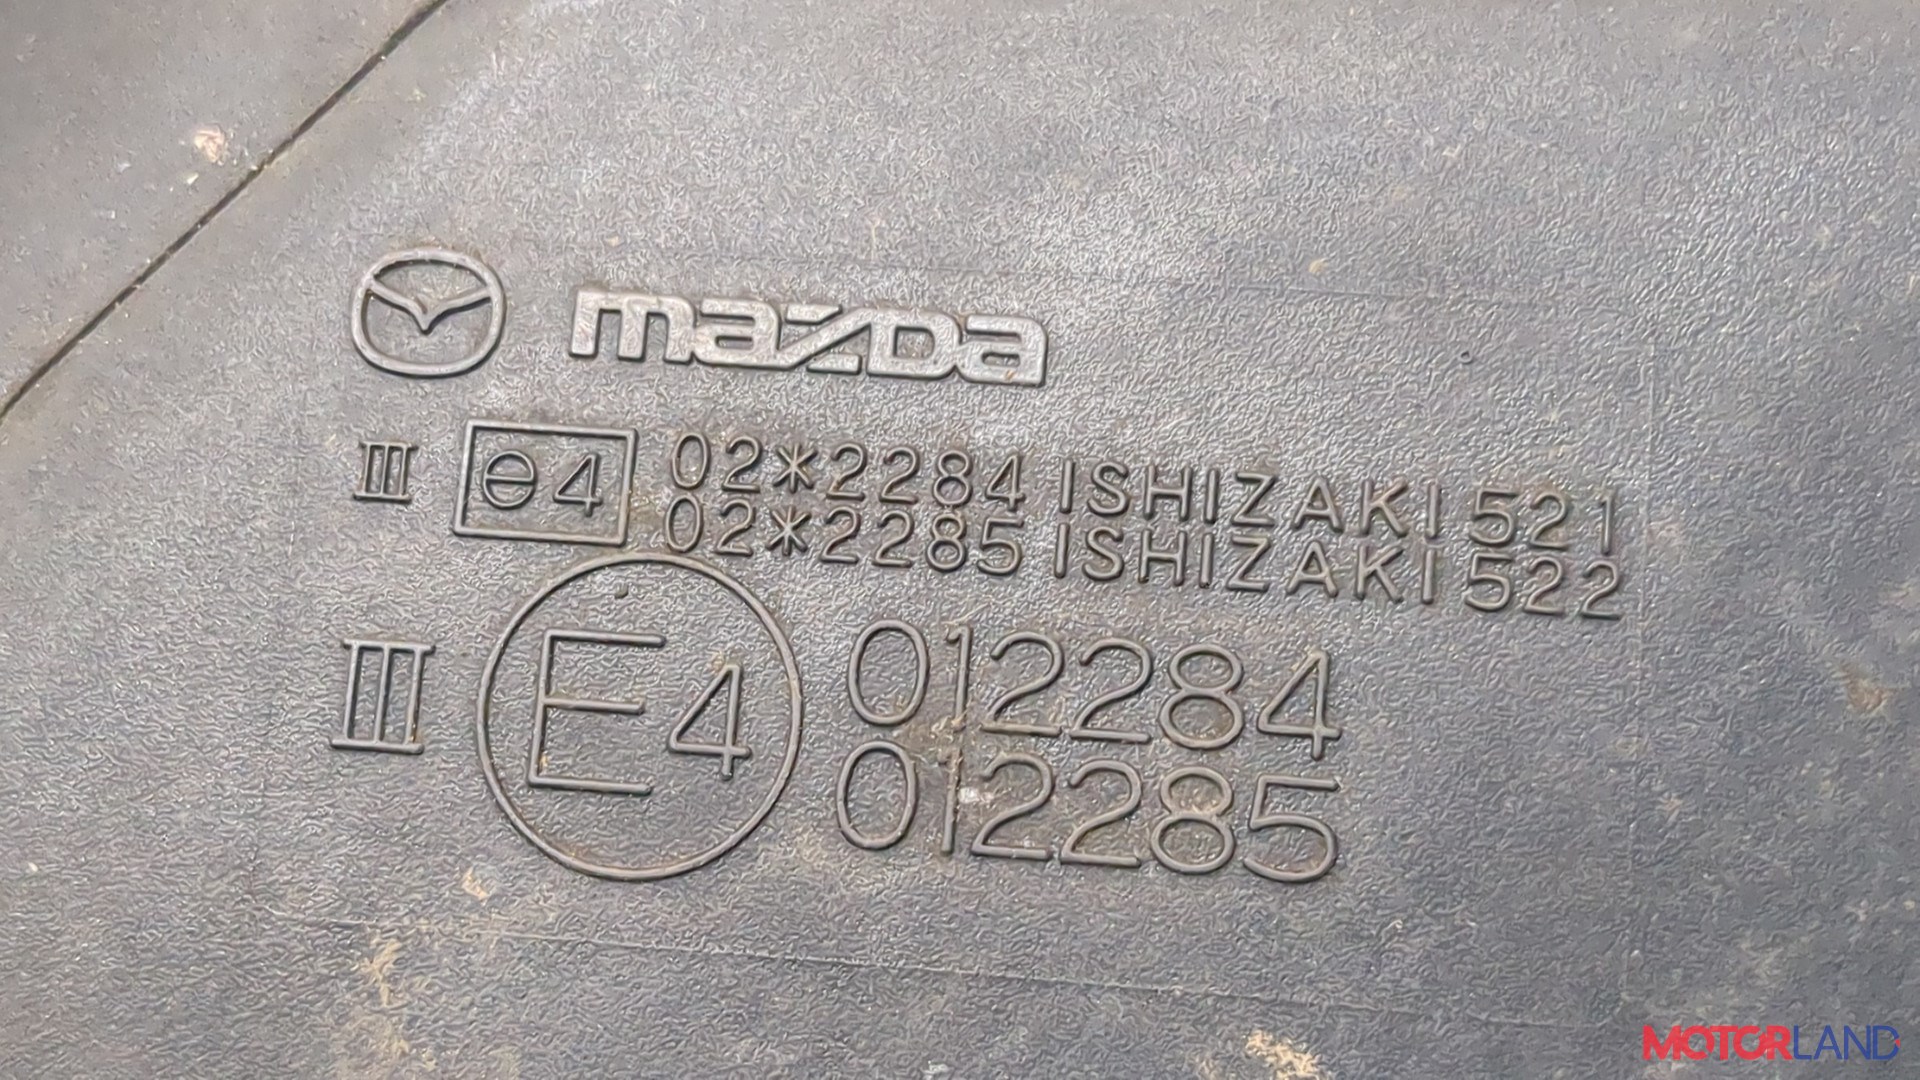 mazDa
III e4 02*2284 ISHIZAKI 521
02*2285 ISHIZAKI 522
III E4 012284
012285
MOTORLAND